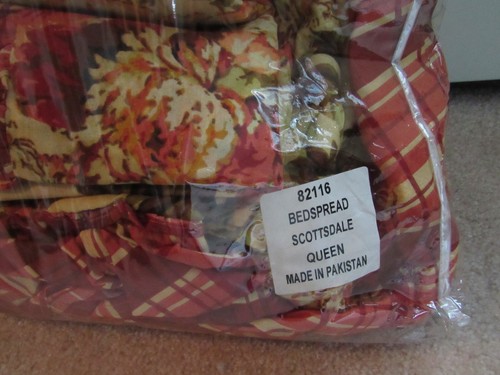 82116
BEDSPREAD
SCOTTSDALE
QUEEN
MADE IN PAKISTAN